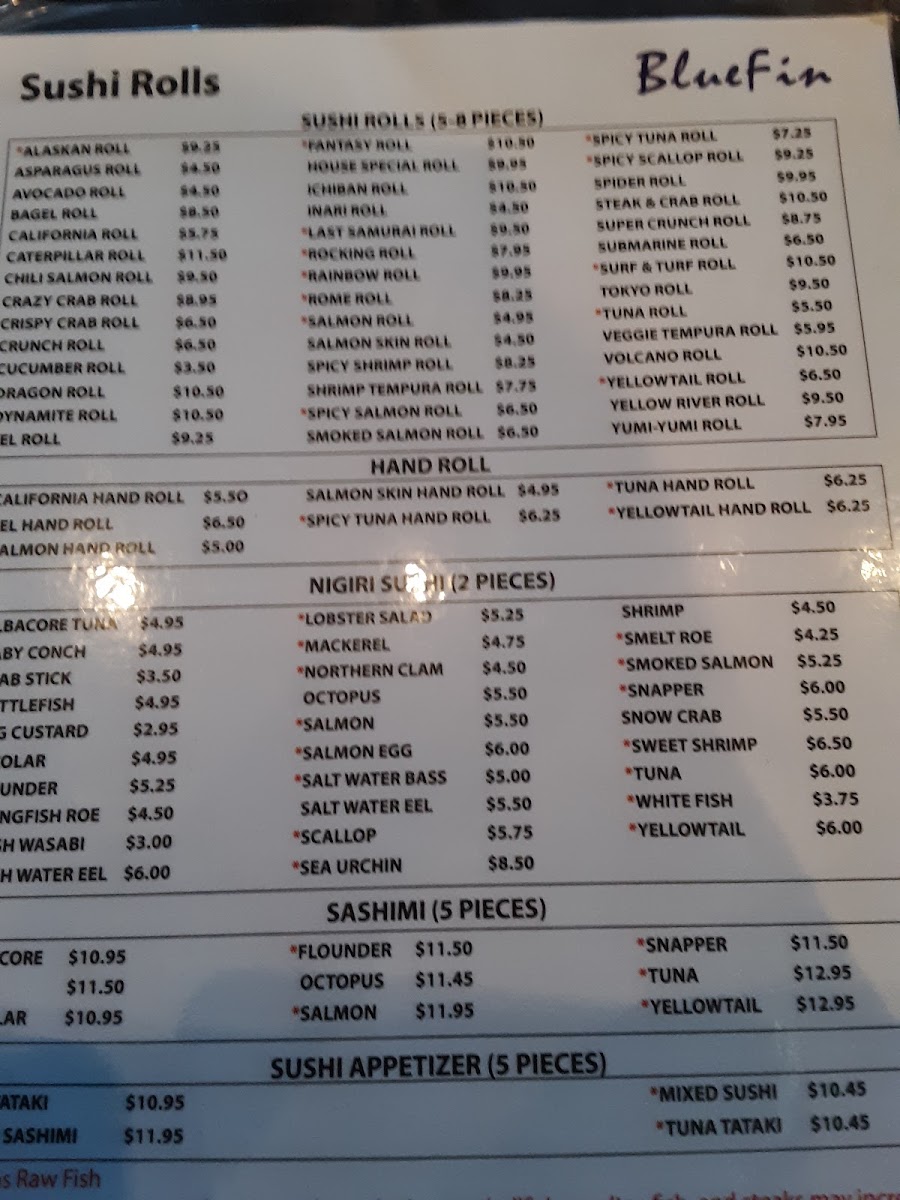 Sushi Rolls
BlueFin
SUSHI ROLLS (5-8 PIECES)
*ALASKAN ROLL $9.25
ASPARAGUS ROLL $4.50
AVOCADO ROLL $4.50
BAGEL ROLL $8.50
CALIFORNIA ROLL $5.75
CATERPILLAR ROLL $11.50
CHILI SALMON ROLL $9.50
CRAZY CRAB ROLL $8.95
CRISPY CRAB ROLL $6.50
CRUNCH ROLL $6.50
CUCUMBER ROLL $3.50
DRAGON ROLL $10.50
DYNAMITE ROLL $10.50
EL ROLL $9.25
*FANTASY ROLL $10.50
HOUSE SPECIAL ROLL $9.95
ICHIBAN ROLL $10.50
INARI ROLL $4.50
*LAST SAMURAI ROLL $9.50
*ROCKING ROLL $7.95
*RAINBOW ROLL $9.95
*ROME ROLL $8.25
*SALMON ROLL $4.95
SALMON SKIN ROLL $4.50
SPICY SHRIMP ROLL $8.25
SHRIMP TEMPURA ROLL $7.75
*SPICY SALMON ROLL $6.50
SMOKED SALMON ROLL $6.50
*SPICY TUNA ROLL $7.25
*SPICY SCALLOP ROLL $9.25
SPIDER ROLL $9.95
STEAK & CRAB ROLL $10.50
SUPER CRUNCH ROLL $8.75
SUBMARINE ROLL $6.50
*SURF & TURF ROLL $10.50
TOKYO ROLL $9.50
*TUNA ROLL $5.50
VEGGIE TEMPURA ROLL $5.95
VOLCANO ROLL $10.50
*YELLOWTAIL ROLL $6.50
YELLOW RIVER ROLL $9.50
YUMI-YUMI ROLL $7.95
HAND ROLL
CALIFORNIA HAND ROLL $5.50
EL HAND ROLL $6.50
ALMON HAND ROLL $5.00
SALMON SKIN HAND ROLL $4.95
*SPICY TUNA HAND ROLL $6.25
*TUNA HAND ROLL $6.25
*YELLOWTAIL HAND ROLL $6.25
NIGIRI SUSHI (2 PIECES)
LBACORE TUNA $4.95
ABY CONCH $4.95
AB STICK $3.50
TTLEFISH $4.95
G CUSTARD $2.95
OLAR $4.95
UNDER $5.25
NGFISH ROE $4.50
SH WASABI $3.00
H WATER EEL $6.00
*LOBSTER SALAD $5.25
*MACKEREL $4.75
*NORTHERN CLAM $4.50
OCTOPUS $5.50
*SALMON $5.50
*SALMON EGG $6.00
*SALT WATER BASS $5.00
SALT WATER EEL $5.50
*SCALLOP $5.75
*SEA URCHIN $8.50
SHRIMP $4.50
*SMELT ROE $4.25
*SMOKED SALMON $5.25
*SNAPPER $6.00
SNOW CRAB $5.50
*SWEET SHRIMP $6.50
*TUNA $6.00
*WHITE FISH $3.75
*YELLOWTAIL $6.00
SASHIMI (5 PIECES)
CORE $10.95
$11.50
LAR $10.95
*FLOUNDER $11.50
OCTOPUS $11.45
*SALMON $11.95
*SNAPPER $11.50
*TUNA $12.95
*YELLOWTAIL $12.95
SUSHI APPETIZER (5 PIECES)
ATAKI $10.95
SASHIMI $11.95
*MIXED SUSHI $10.45
*TUNA TATAKI $10.45
s Raw Fish